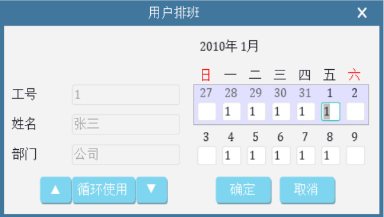 用户排班 X
2010年 1月
日 一 二 三 四 五 六
27 28 29 30 31 1 2
1 1 1 1 1
3 4 5 6 7 8 9
1 1 1 1 1
工号 1
姓名 张三
部门 公司
▲ 循环使用 ▼ 确定 取消